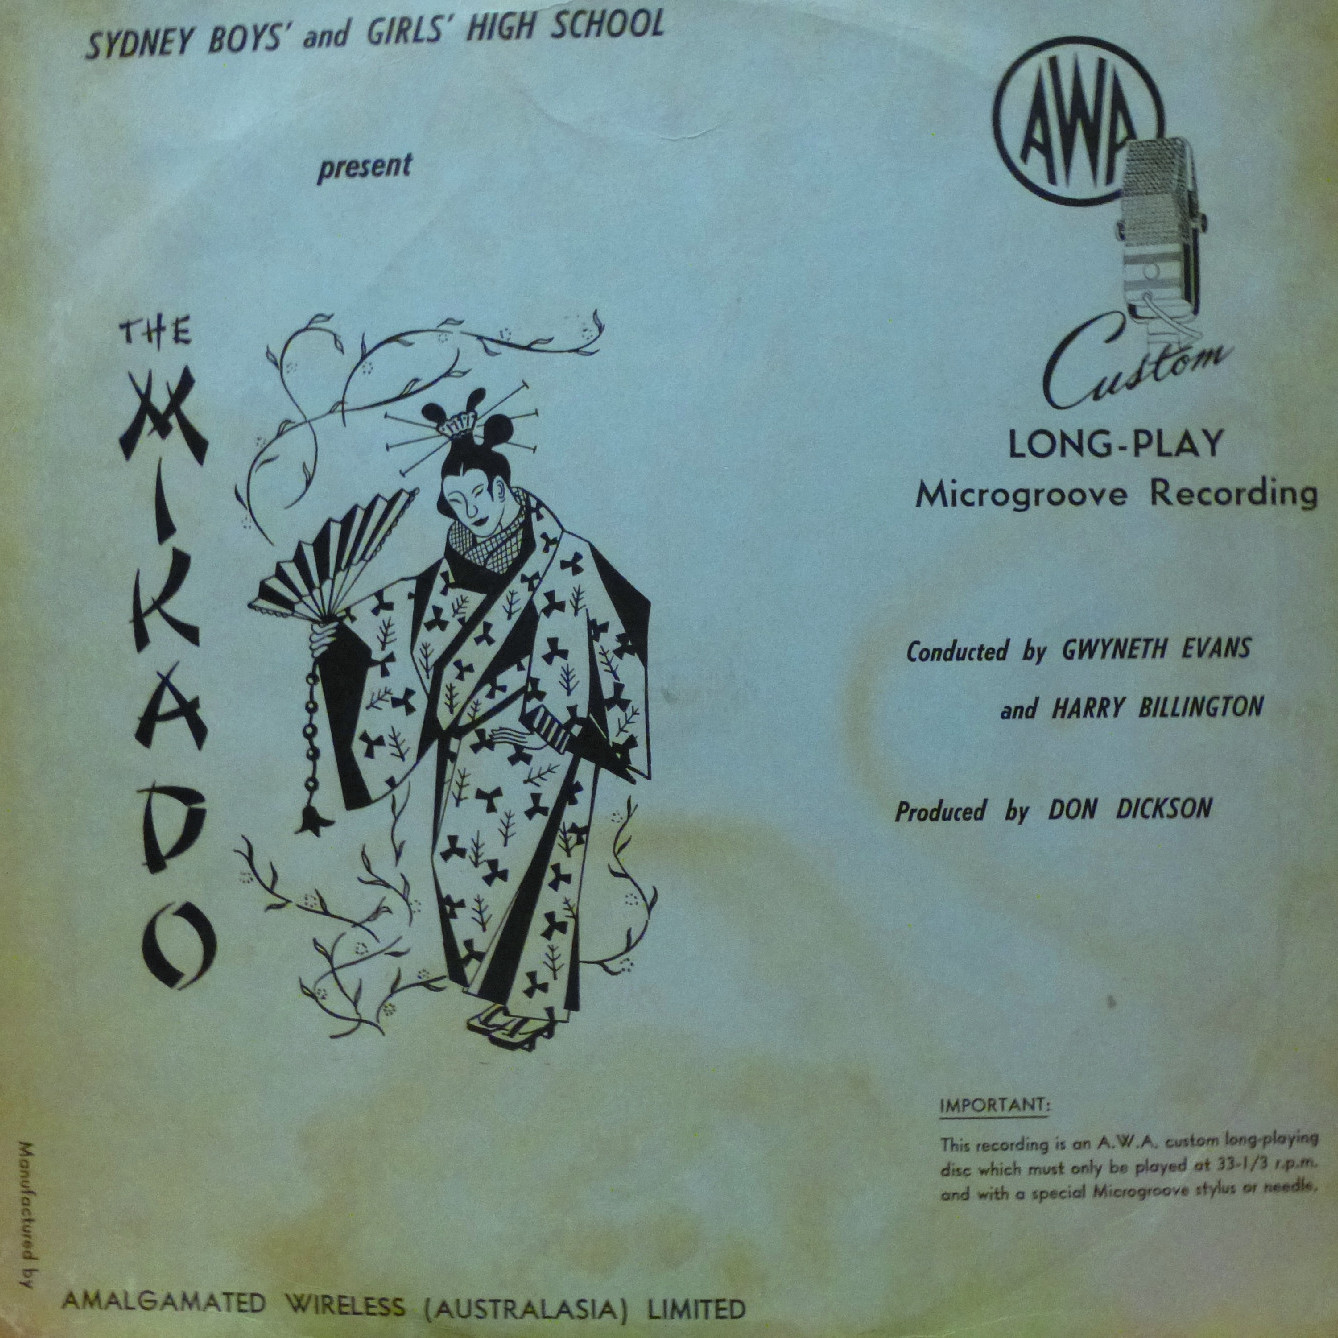 SYDNEY BOYS' and GIRLS' HIGH SCHOOL
present
THE
MIKADO
AWA
Custom
LONG-PLAY
Microgroove Recording
Conducted by GWYNETH EVANS
and HARRY BILLINGTON
Produced by DON DICKSON
IMPORTANT:
This recording is an A.W.A. custom long-playing
disc which must only be played at 33-1/3 r.p.m.
and with a special Microgroove stylus or needle.
Manufactured by
AMALGAMATED WIRELESS (AUSTRALASIA) LIMITED